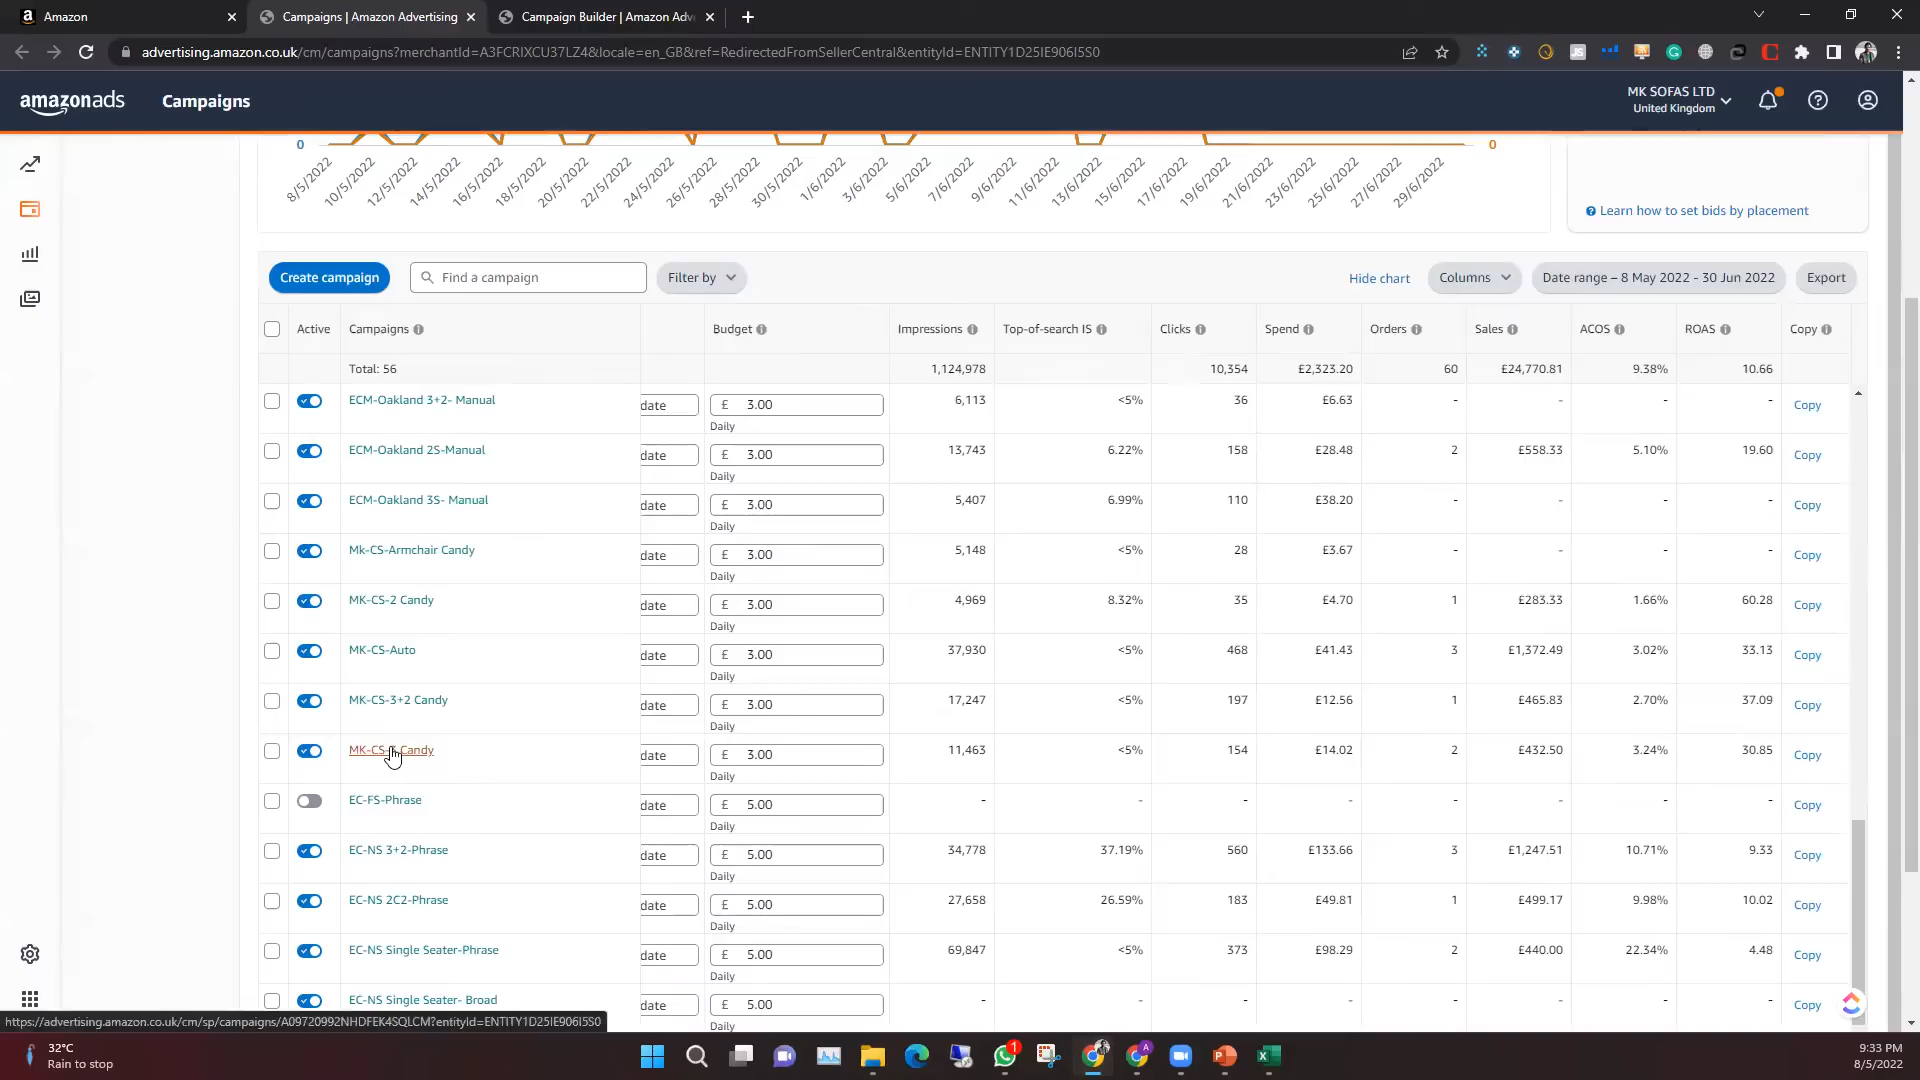 Amazon
Campaigns | Amazon Advertising
Campaign Builder | Amazon Adv
advertising.amazon.co.uk/cm/campaigns?merchantId=A3FCRIXCU37LZ4&locale=en_GB&ref=RedirectedFromSellerCentral&entityId=ENTITY1D25IE906I5S0
amazonads Campaigns
MK SOFAS LTD
United Kingdom
0 0
8/5/2022 10/5/2022 12/5/2022 14/5/2022 16/5/2022 18/5/2022 20/5/2022 22/5/2022 24/5/2022 26/5/2022 28/5/2022 30/5/2022 1/6/2022 3/6/2022 5/6/2022 7/6/2022 9/6/2022 11/6/2022 13/6/2022 15/6/2022 17/6/2022 19/6/2022 21/6/2022 23/6/2022 25/6/2022 27/6/2022 29/6/2022
Learn how to set bids by placement
Create campaign Find a campaign Filter by Hide chart Columns Date range – 8 May 2022 - 30 Jun 2022 Export
Active Campaigns Budget Impressions Top-of-search IS Clicks Spend Orders Sales ACOS ROAS Copy
Total: 56 1,124,978 10,354 £2,323.20 60 £24,770.81 9.38% 10.66
ECM-Oakland 3+2- Manual date £ 3.00 6,113 <5% 36 £6.63 - - - - Copy
Daily
ECM-Oakland 2S-Manual date £ 3.00 13,743 6.22% 158 £28.48 2 £558.33 5.10% 19.60 Copy
Daily
ECM-Oakland 3S- Manual date £ 3.00 5,407 6.99% 110 £38.20 - - - - Copy
Daily
Mk-CS-Armchair Candy date £ 3.00 5,148 <5% 28 £3.67 - - - - Copy
Daily
MK-CS-2 Candy date £ 3.00 4,969 8.32% 35 £4.70 1 £283.33 1.66% 60.28 Copy
Daily
MK-CS-Auto date £ 3.00 37,930 <5% 468 £41.43 3 £1,372.49 3.02% 33.13 Copy
Daily
MK-CS-3+2 Candy date £ 3.00 17,247 <5% 197 £12.56 1 £465.83 2.70% 37.09 Copy
Daily
MK-CS- Candy date £ 3.00 11,463 <5% 154 £14.02 2 £432.50 3.24% 30.85 Copy
Daily
EC-FS-Phrase date £ 5.00 - - - - - - - - Copy
Daily
EC-NS 3+2-Phrase date £ 5.00 34,778 37.19% 560 £133.66 3 £1,247.51 10.71% 9.33 Copy
Daily
EC-NS 2C2-Phrase date £ 5.00 27,658 26.59% 183 £49.81 1 £499.17 9.98% 10.02 Copy
Daily
EC-NS Single Seater-Phrase date £ 5.00 69,847 <5% 373 £98.29 2 £440.00 22.34% 4.48 Copy
Daily
EC-NS Single Seater- Broad date £ 5.00 - - - - - - - - Copy
Daily
https://advertising.amazon.co.uk/cm/sp/campaigns/A09720992NHDFEK4SQLCM?entityId=ENTITY1D25IE906I5S0
32°C
Rain to stop
1
9:33 PM
8/5/2022